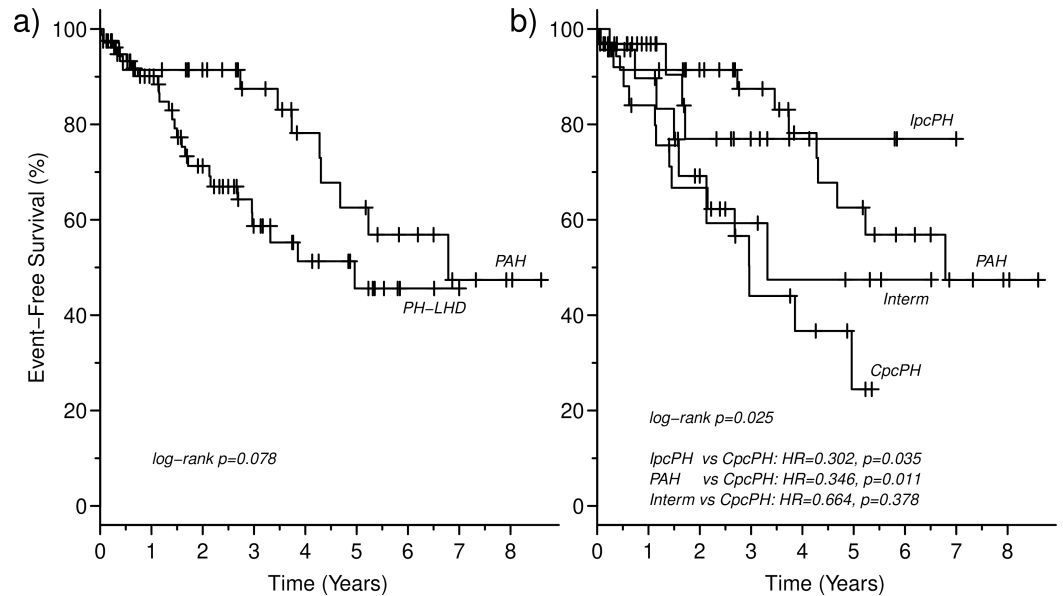 a)
Event−Free Survival (%)
100
80
60
40
20
0
PAH
PH−LHD
log−rank p=0.078
0 1 2 3 4 5 6 7 8
Time (Years)
b)
100
80
60
40
20
0
IpcPH
PAH
Interm
CpcPH
log−rank p=0.025
IpcPH vs CpcPH: HR=0.302, p=0.035
PAH vs CpcPH: HR=0.346, p=0.011
Interm vs CpcPH: HR=0.664, p=0.378
0 1 2 3 4 5 6 7 8
Time (Years)